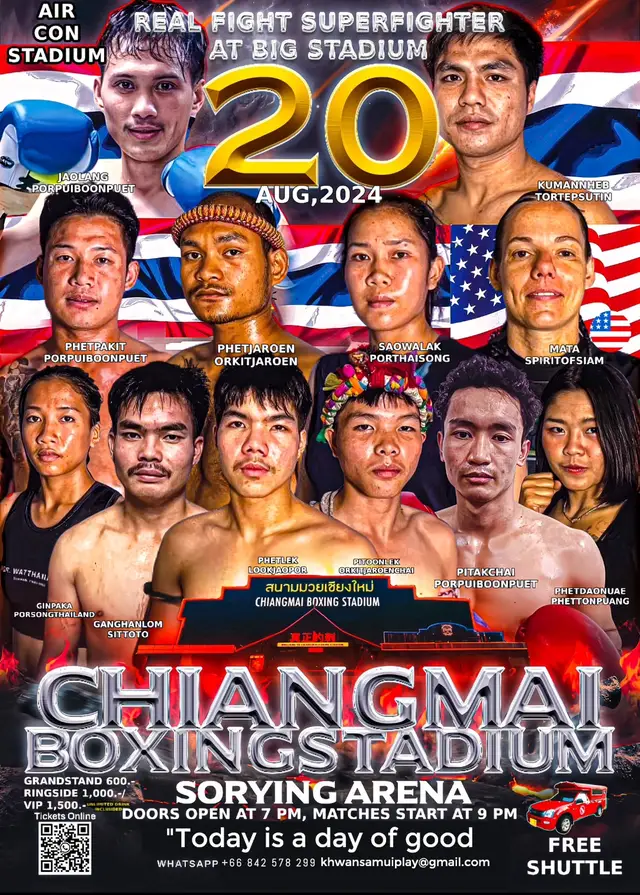 AIR
CON
STADIUM
REAL FIGHT SUPERFIGHTER
AT BIG STADIUM
20
AUG,2024
JAOLANG
PORPUIBOONPUET
KUMANNHEB
TORTEPSUTIN
PHETPAKIT
PORPUIBOONPUET
PHETJAROEN
ORKITJAROEN
SAOWALAK
PORTHAISONG
MATA
SPIRITOFSIAM
WATTHANA
GINPAKA
PORSONGTHAILAND
GANGHANLOM
SITTOTO
PHETLEK
LOOKJAOPOR
PITOONLEK
ORKITJAROENCHAI
PITAKCHAI
PORPUIBOONPUET
PHETDAONUAE
PHETTONPUANG
สนามมวยเชียงใหม่
CHIANGMAI BOXING STADIUM
CHIANGMAI
BOXINGSTADIUM
GRANDSTAND 600.-
RINGSIDE 1,000.-/
VIP 1,500.-
UNLIMITED DRINK
INCLUDED
Tickets Online
SORYING ARENA
DOORS OPEN AT 7 PM, MATCHES START AT 9 PM
"Today is a day of good
WHATSAPP +66 842 578 299 khwansamuiplay@gmail.com
FREE
SHUTTLE